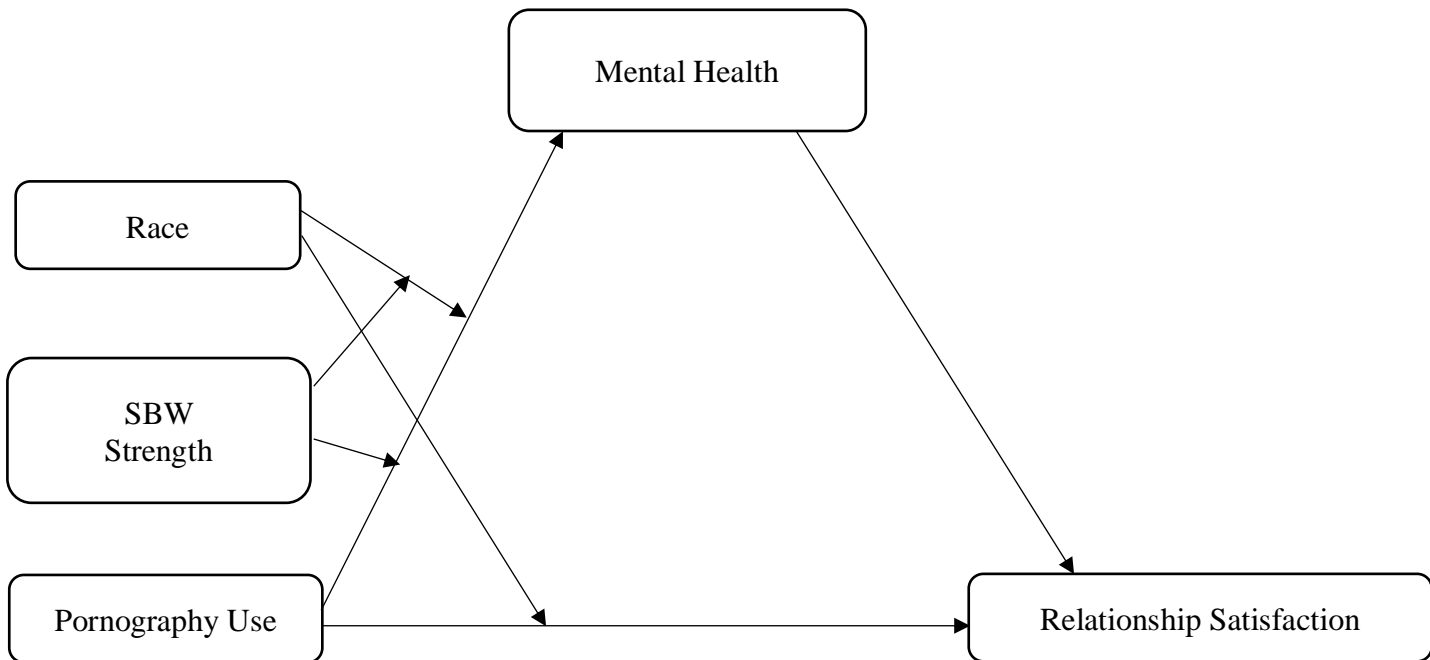 Mental Health
Race
SBW
Strength
Pornography Use
Relationship Satisfaction